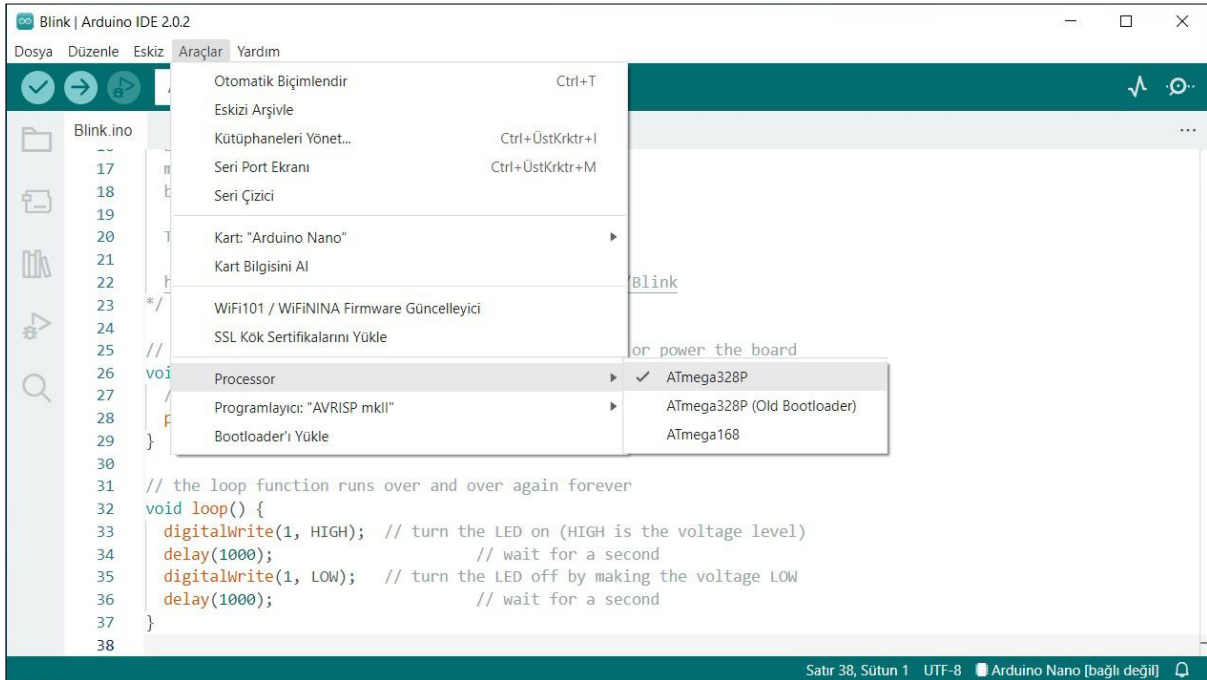 Blink | Arduino IDE 2.0.2
Dosya Düzenle Eskiz Araçlar Yardım
Otomatik Biçimlendir Ctrl+T
Eskizi Arşivle
Kütüphaneleri Yönet... Ctrl+ÜstKrktr+I
Seri Port Ekranı Ctrl+ÜstKrktr+M
Seri Çizici
Kart: "Arduino Nano"
Kart Bilgisini Al
WiFi101 / WiFiNINA Firmware Güncelleyici
SSL Kök Sertifikalarını Yükle
Processor
Programlayıcı: "AVRISP mkII"
Bootloader'ı Yükle
ATmega328P
ATmega328P (Old Bootloader)
ATmega168
Blink.ino
17
18
19
20 T
21
22 /Blink
23 */
24
25 // or power the board
26 voi
27
28
29 }
30
31 // the loop function runs over and over again forever
32 void loop() {
33 digitalWrite(1, HIGH); // turn the LED on (HIGH is the voltage level)
34 delay(1000); // wait for a second
35 digitalWrite(1, LOW); // turn the LED off by making the voltage LOW
36 delay(1000); // wait for a second
37 }
38
Satır 38, Sütun 1 UTF-8 Arduino Nano [bağlı değil]